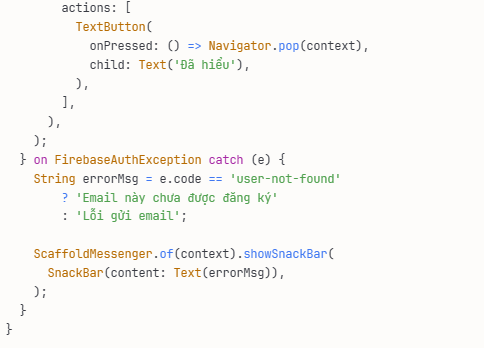 actions: [
TextButton(
onPressed: () => Navigator.pop(context),
child: Text('Đã hiểu'),
),
],
),
);
} on FirebaseAuthException catch (e) {
String errorMsg = e.code == 'user-not-found'
? 'Email này chưa được đăng ký'
: 'Lỗi gửi email';
ScaffoldMessenger.of(context).showSnackBar(
SnackBar(content: Text(errorMsg)),
);
}
}